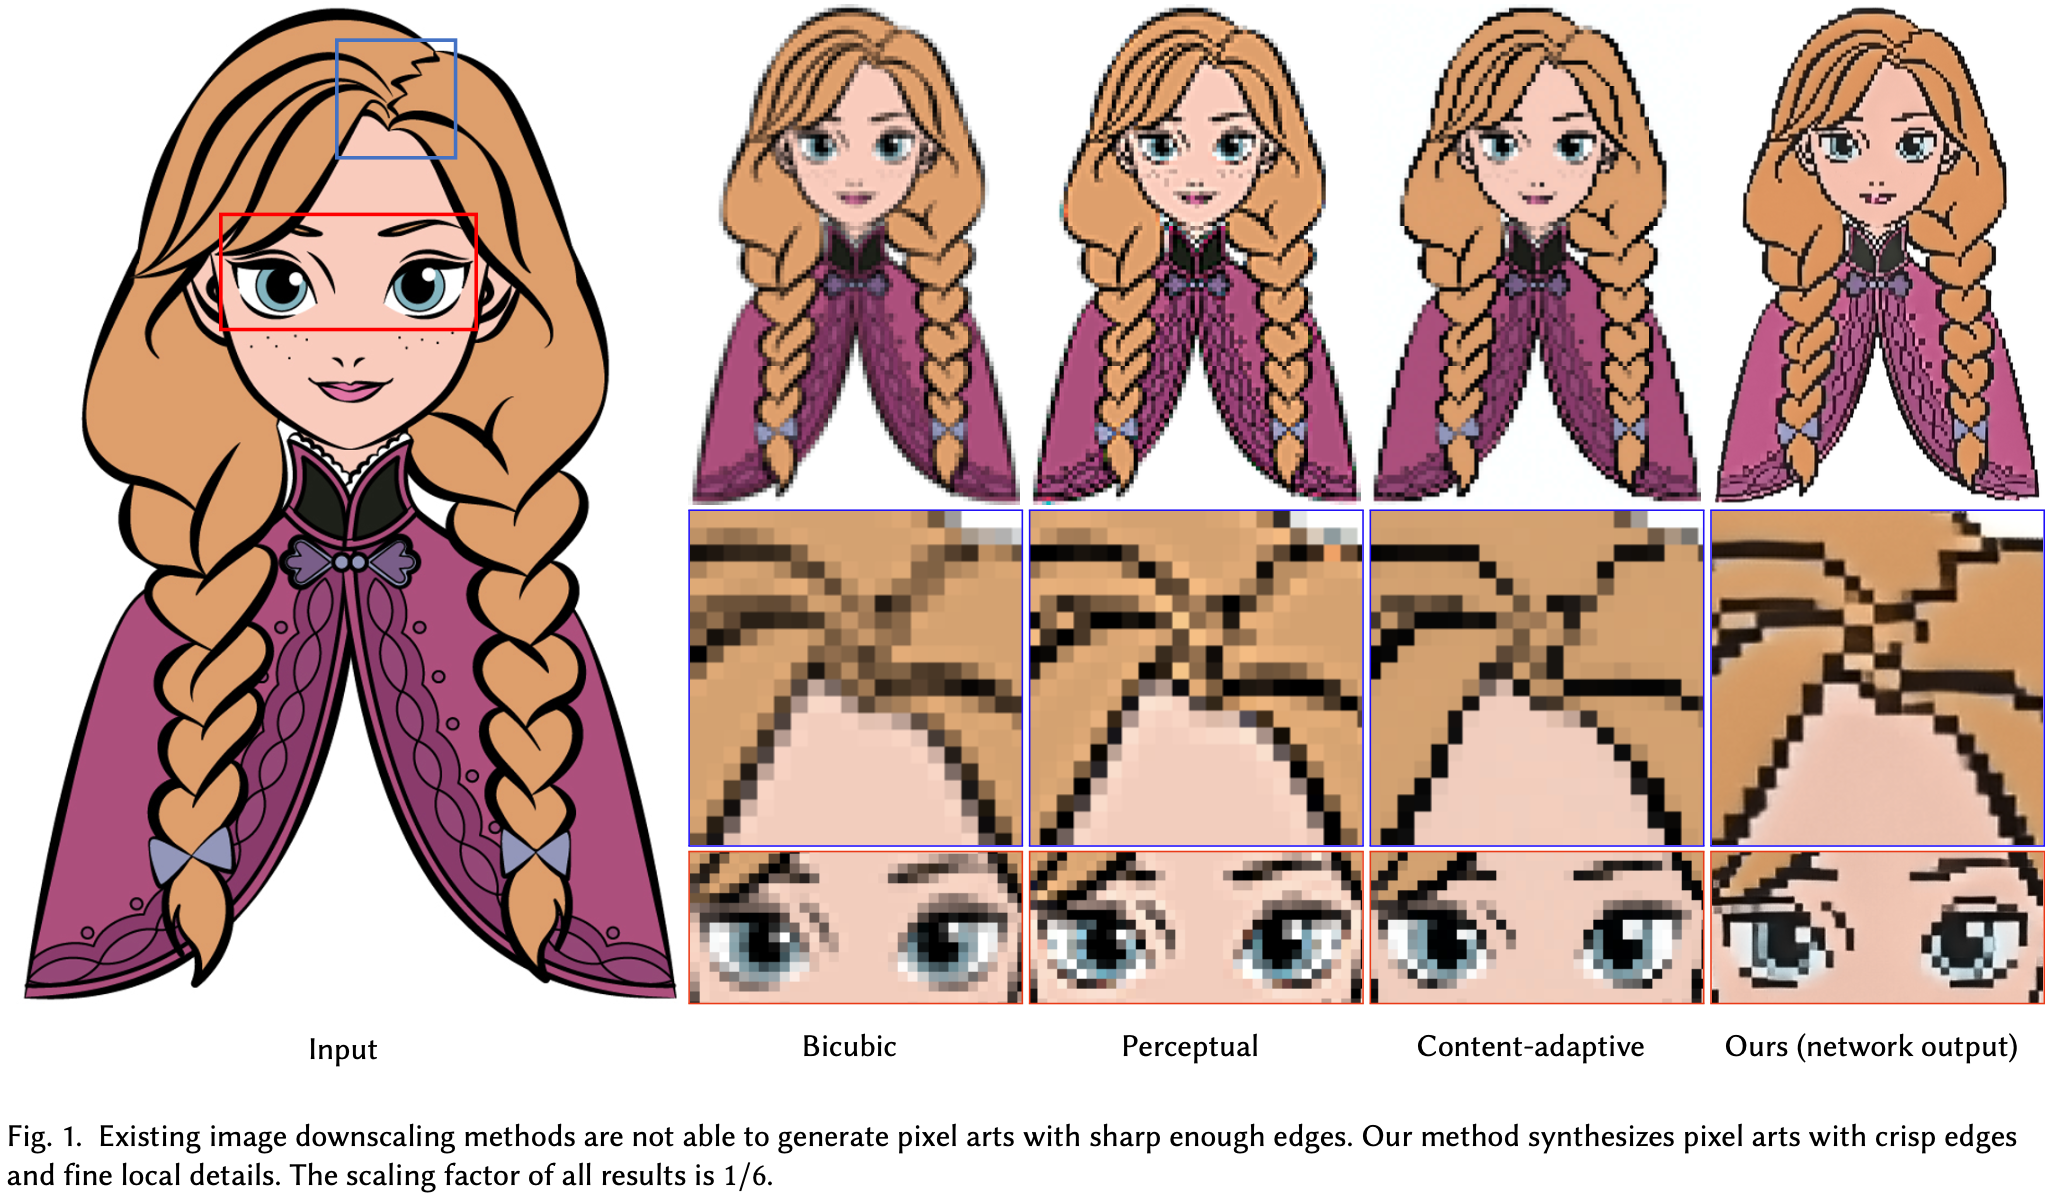 Input
Bicubic
Perceptual
Content-adaptive
Ours (network output)
Fig. 1. Existing image downscaling methods are not able to generate pixel arts with sharp enough edges. Our method synthesizes pixel arts with crisp edges
and fine local details. The scaling factor of all results is 1/6.